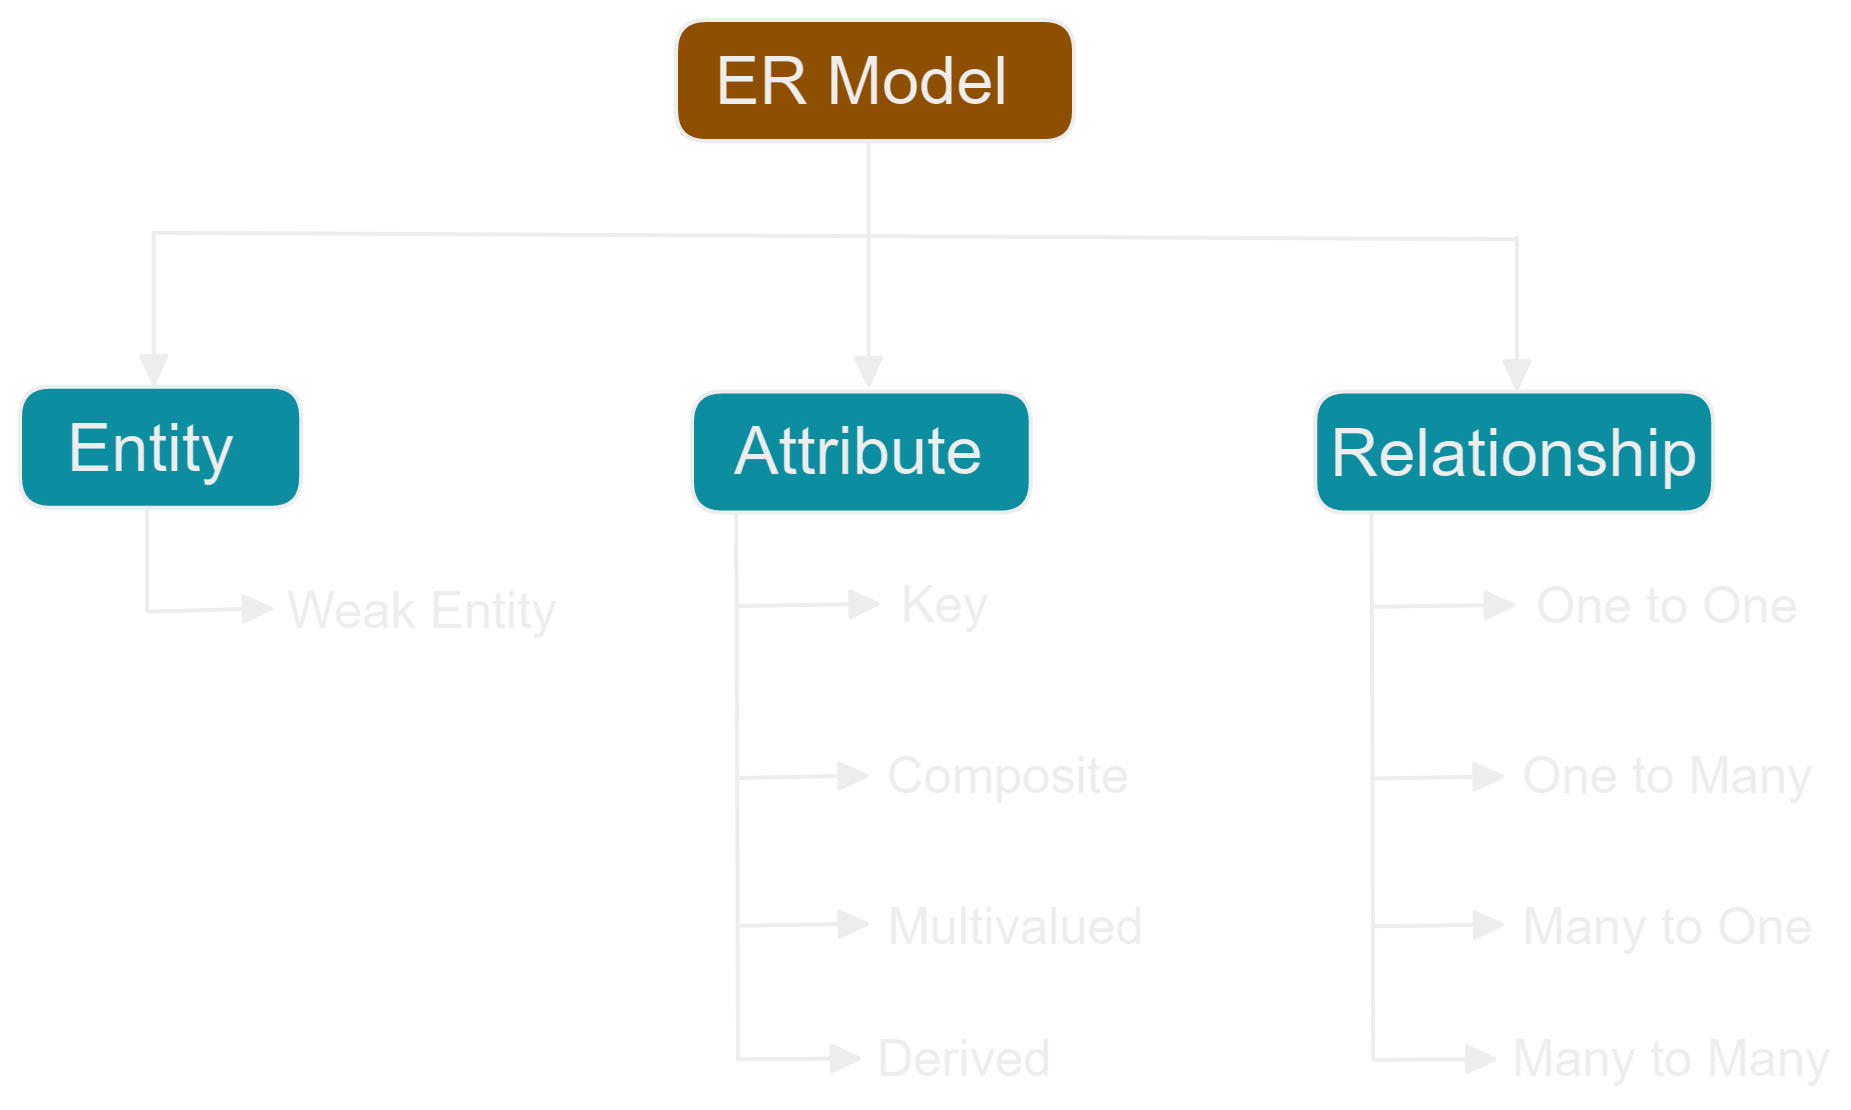 ER Model
Entity
Attribute
Relationship
Weak Entity
Key
One to One
Composite
One to Many
Multivalued
Many to One
Derived
Many to Many